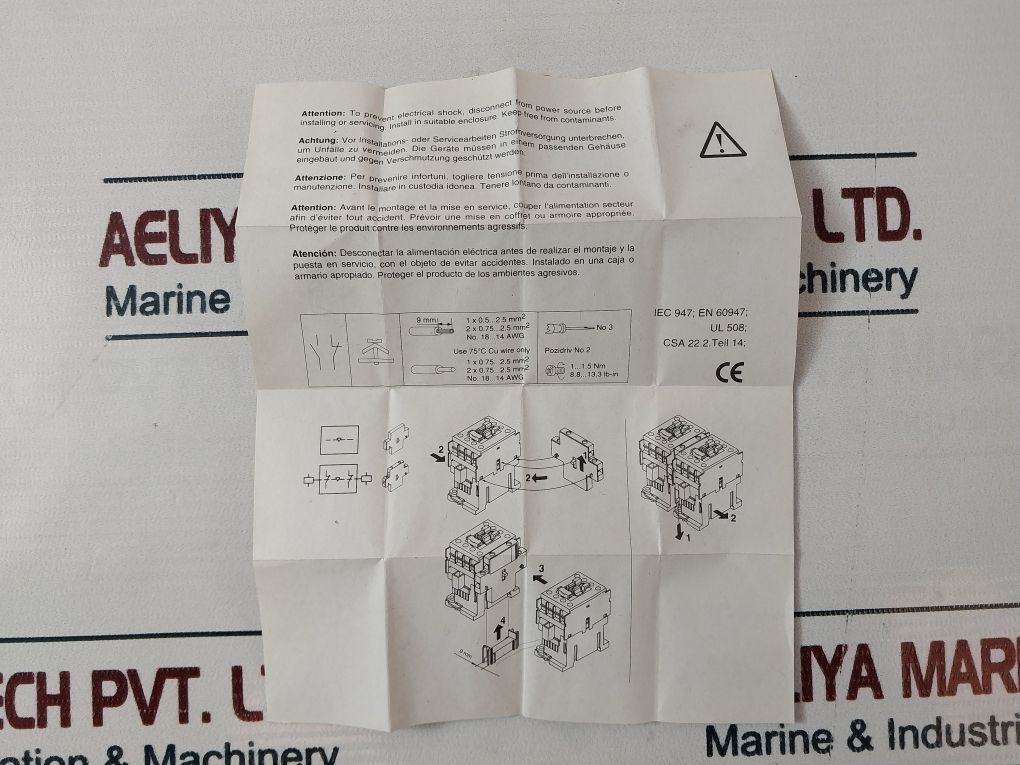 Attention: To prevent electrical shock, disconnect from power source before
installing or servicing. Install in suitable enclosure. Keep free from contaminants.
Achtung: Vor Installations- oder Servicearbeiten Stromversorgung unterbrechen,
um Unfälle zu vermeiden. Die Geräte müssen in einem passenden Gehäuse
eingebaut und gegen Verschmutzung geschützt werden.
Attenzione: Per prevenire infortuni, togliere tensione prima dell'installazione o
manutenzione. Installare in custodia idonea. Tenere lontano da contaminanti.
Attention: Avant le montage et la mise en service, couper l'alimentation secteur
afin d'éviter tout accident. Prévoir une mise en coffret ou armoire appropriée.
Protéger le produit contre les environnements agressifs.
Atención: Desconectar la alimentación eléctrica antes de realizar el montaje y la
puesta en servicio, con el objeto de evitar accidentes. Instalado en una caja o
armario apropiado. Proteger el producto de los ambientes agresivos.
AELIY
LTD.
Marine
chinery
9 mm
1 x 0.5...2.5 mm²
2 x 0.75...2.5 mm²
No. 18...14 AWG
Use 75°C Cu wire only
1 x 0.75...2.5 mm²
2 x 0.75...2.5 mm²
No. 18...14 AWG
No 3
Pozidriv No 2
1...1.5 Nm
8.8...13.3 lb-in
IEC 947; EN 60947;
UL 508;
CSA 22.2.Teil 14;
CE
2
1
2
2
1
3
4
9 mm
ECH PVT. L
LIYA MARI
otion & Machinery
Marine & Industri